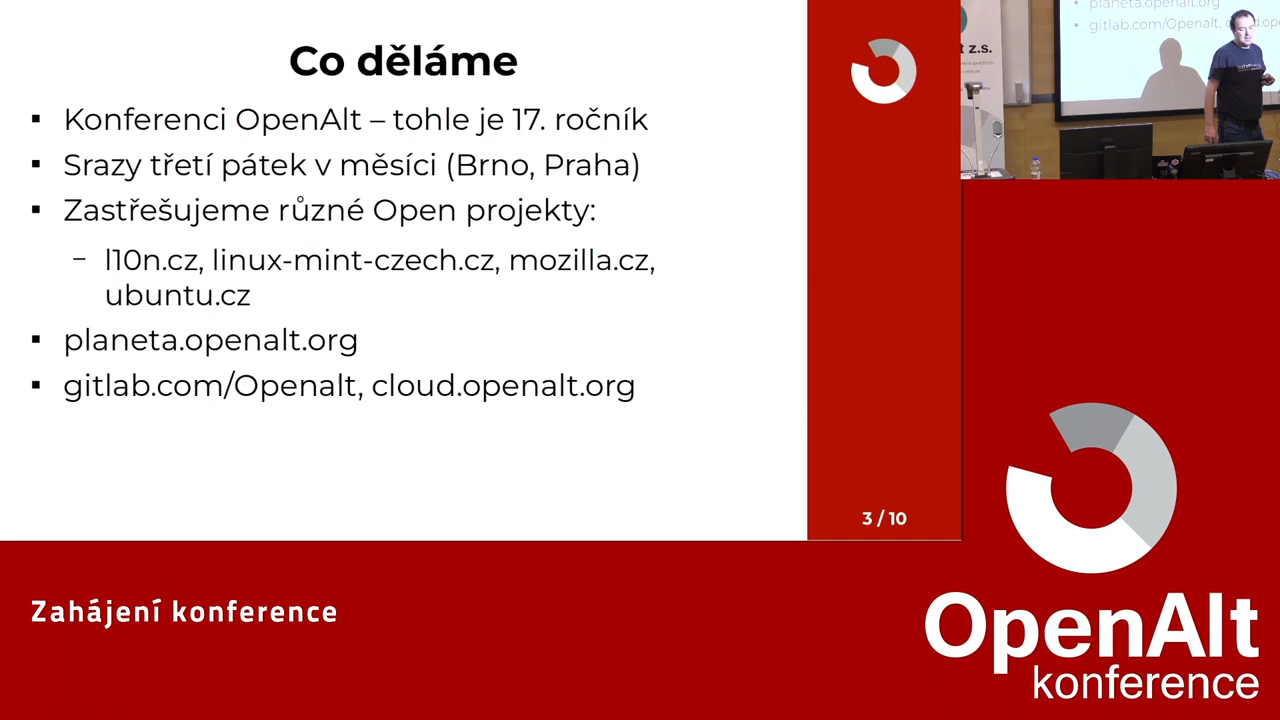 Co děláme
▪ Konferenci OpenAlt – tohle je 17. ročník
▪ Srazy třetí pátek v měsíci (Brno, Praha)
▪ Zastřešujeme různé Open projekty:
– l10n.cz, linux-mint-czech.cz, mozilla.cz,
ubuntu.cz
▪ planeta.openalt.org
▪ gitlab.com/Openalt, cloud.openalt.org
3 / 10
planeta.openalt.org
gitlab.com/Openalt,
t z.s.
Zahájení konference
OpenAlt
konference